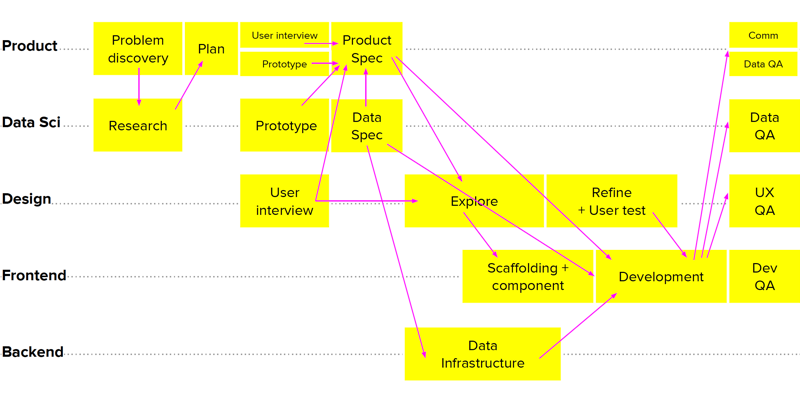 Product
Problem
discovery
Plan
User interview
Prototype
Product
Spec
Comm
Data QA
Data Sci
Research
Prototype
Data
Spec
Data
QA
Design
User
interview
Explore
Refine
+ User test
UX
QA
Frontend
Scaffolding +
component
Development
Dev
QA
Backend
Data
Infrastructure